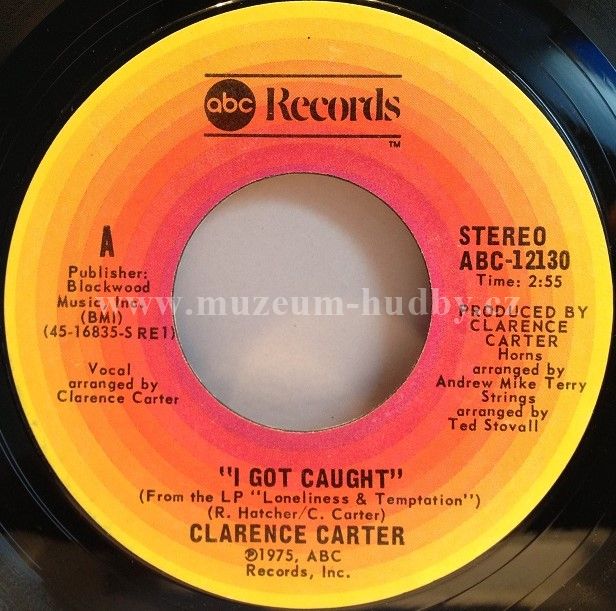 abc Records
TM
A
Publisher:
Blackwood
Music, Inc.
(BMI)
(45-16835-S RE1)
Vocal
arranged by
Clarence Carter
STEREO
ABC-12130
Time: 2:55
PRODUCED BY
CLARENCE
CARTER
Horns
arranged by
Andrew Mike Terry
Strings
arranged by
Ted Stovall
www.muzeum-hudby.cz
"I GOT CAUGHT"
(From the LP "Loneliness & Temptation")
(R. Hatcher/C. Carter)
CLARENCE CARTER
℗1975, ABC
Records, Inc.